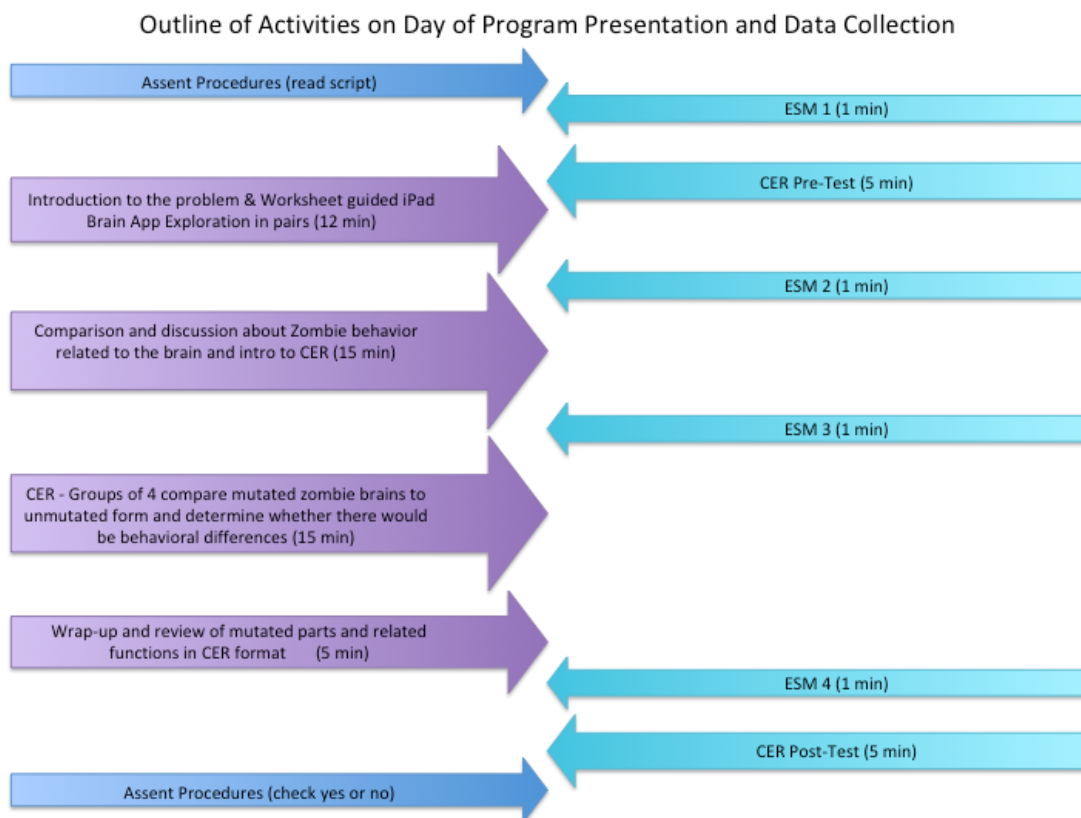 Outline of Activities on Day of Program Presentation and Data Collection
Assent Procedures (read script)
ESM 1 (1 min)
CER Pre-Test (5 min)
Introduction to the problem & Worksheet guided iPad
Brain App Exploration in pairs (12 min)
ESM 2 (1 min)
Comparison and discussion about Zombie behavior
related to the brain and intro to CER (15 min)
ESM 3 (1 min)
CER - Groups of 4 compare mutated zombie brains to
unmutated form and determine whether there would
be behavioral differences (15 min)
Wrap-up and review of mutated parts and related
functions in CER format (5 min)
ESM 4 (1 min)
CER Post-Test (5 min)
Assent Procedures (check yes or no)